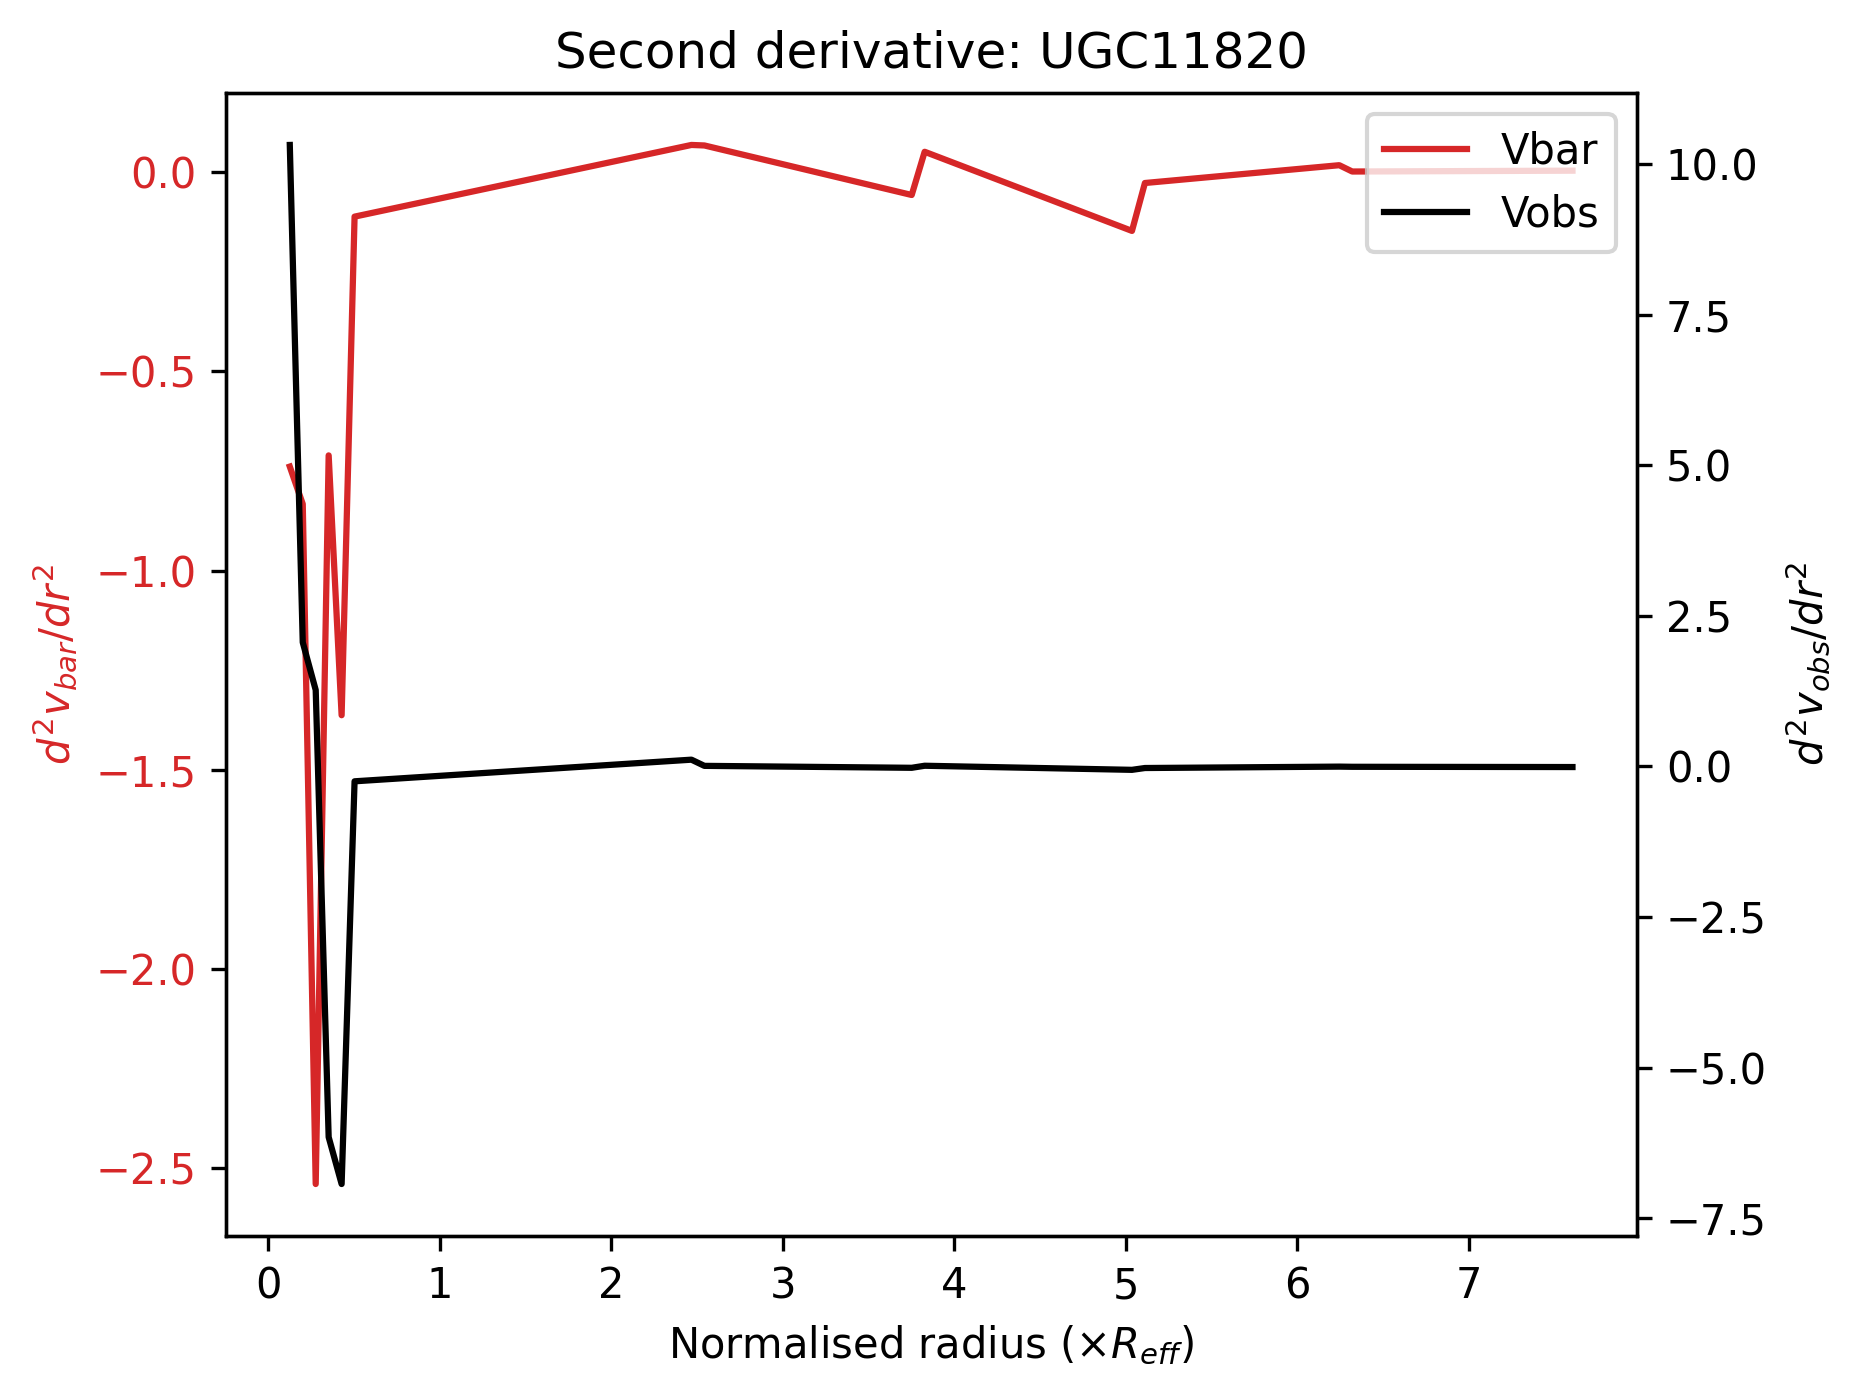 Second derivative: UGC11820
Vbar
Vobs
0.0
−0.5
−1.0
−1.5
−2.0
−2.5
d²v_bar/dr²
10.0
7.5
5.0
2.5
0.0
−2.5
−5.0
−7.5
d²v_obs/dr²
0 1 2 3 4 5 6 7
Normalised radius (×R_eff)